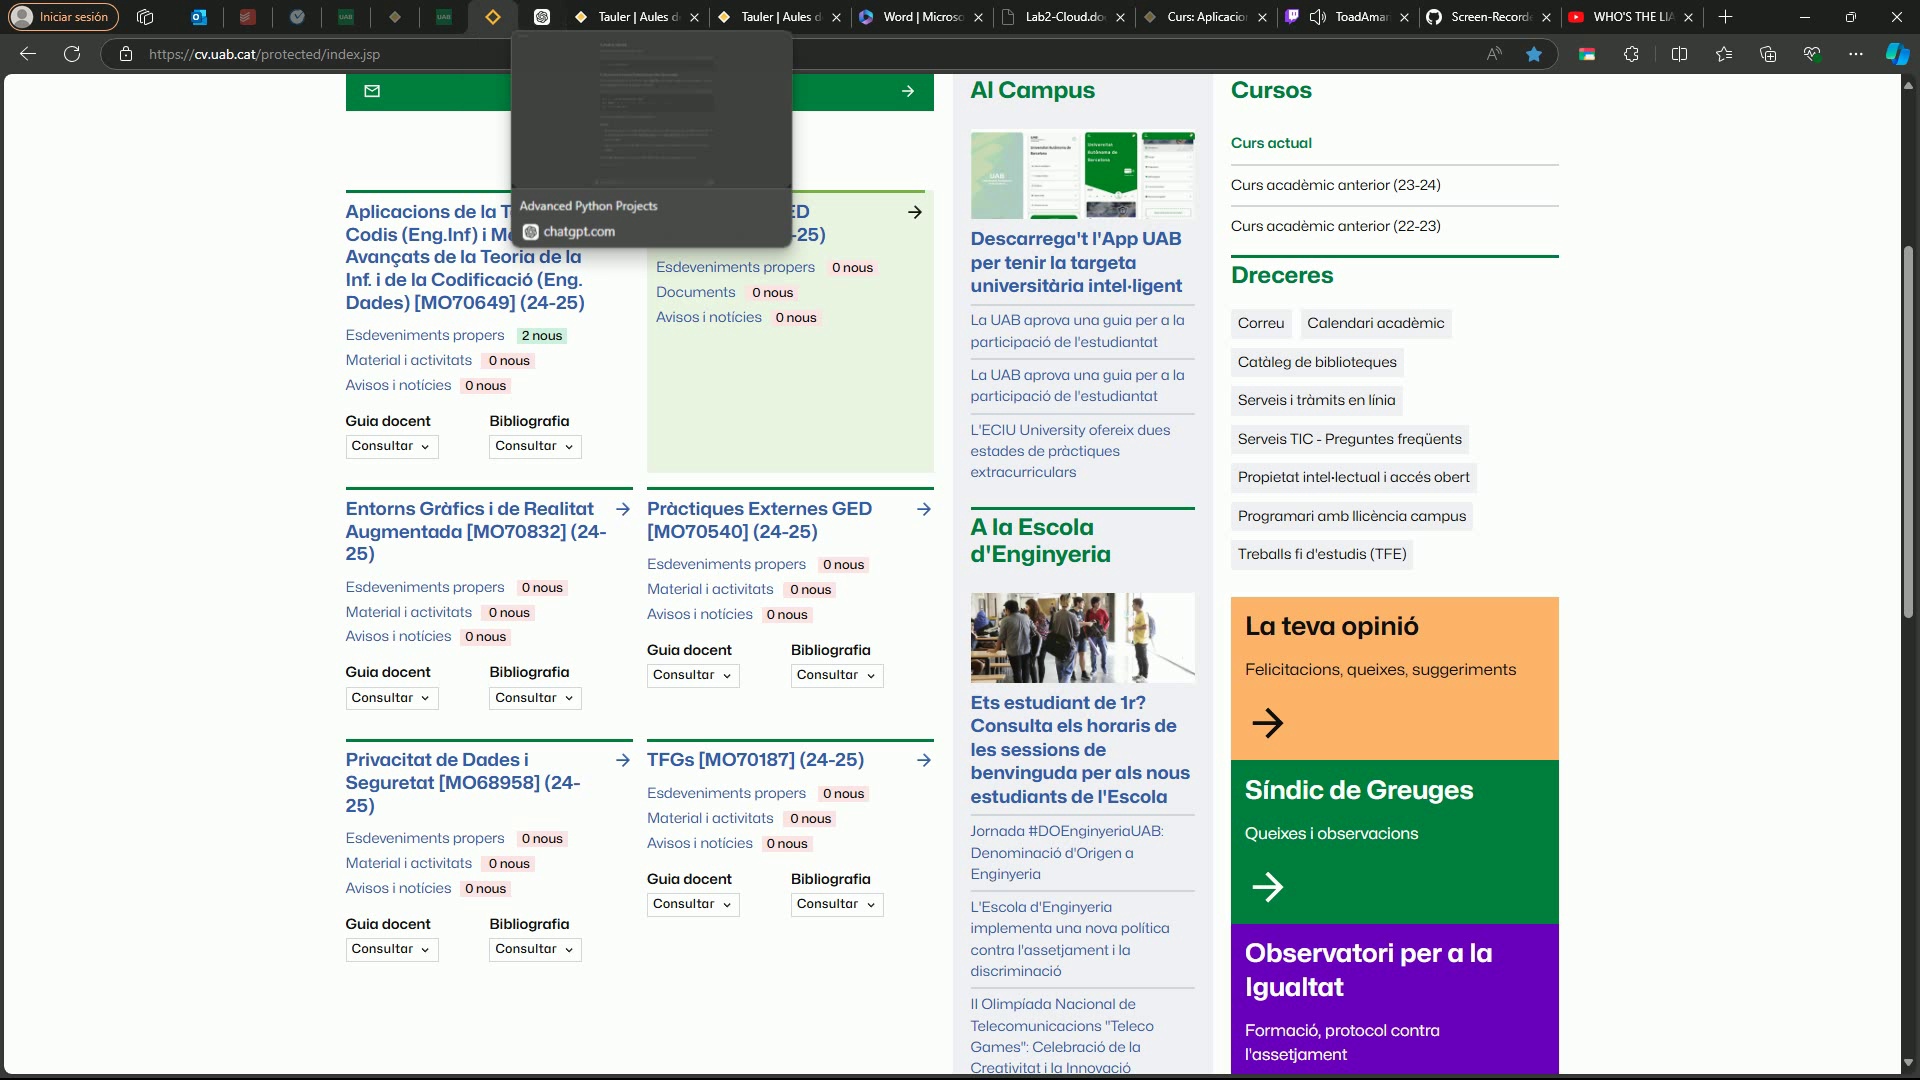 Iniciar sesión
Tauler | Aules d
Tauler | Aules d
Word | Microso
Lab2-Cloud.do
Curs: Aplicacio
ToadAma
Screen-Record
WHO'S THE LIA
https://cv.uab.cat/protected/index.jsp
Advanced Python Projects
chatgpt.com
Aplicacions de la T
Codis (Eng.Inf) i M
Avançats de la Teoria de la
Inf. i de la Codificació (Eng.
Dades) [MO70649] (24-25)
Esdeveniments propers 2 nous
Material i activitats 0 nous
Avisos i notícies 0 nous
Guia docent
Consultar
Bibliografia
Consultar
ED
-25)
Esdeveniments propers 0 nous
Documents 0 nous
Avisos i notícies 0 nous
Entorns Gràfics i de Realitat
Augmentada [MO70832] (24-
25)
Esdeveniments propers 0 nous
Material i activitats 0 nous
Avisos i notícies 0 nous
Guia docent
Consultar
Bibliografia
Consultar
Pràctiques Externes GED
[MO70540] (24-25)
Esdeveniments propers 0 nous
Material i activitats 0 nous
Avisos i notícies 0 nous
Guia docent
Consultar
Bibliografia
Consultar
Privacitat de Dades i
Seguretat [MO68958] (24-
25)
Esdeveniments propers 0 nous
Material i activitats 0 nous
Avisos i notícies 0 nous
Guia docent
Consultar
Bibliografia
Consultar
TFGs [MO70187] (24-25)
Esdeveniments propers 0 nous
Material i activitats 0 nous
Avisos i notícies 0 nous
Guia docent
Consultar
Bibliografia
Consultar
Al Campus
Descarrega't l'App UAB
per tenir la targeta
universitària intel·ligent
La UAB aprova una guia per a la
participació de l'estudiantat
La UAB aprova una guia per a la
participació de l'estudiantat
L'ECIU University ofereix dues
estades de pràctiques
extracurriculars
A la Escola
d'Enginyeria
Ets estudiant de 1r?
Consulta els horaris de
les sessions de
benvinguda per als nous
estudiants de l'Escola
Jornada #DOEnginyeriaUAB:
Denominació d'Origen a
Enginyeria
L'Escola d'Enginyeria
implementa una nova política
contra l'assetjament i la
discriminació
II Olimpíada Nacional de
Telecomunicacions "Teleco
Games": Celebració de la
Creativitat i la Innovació
Cursos
Curs actual
Curs acadèmic anterior (23-24)
Curs acadèmic anterior (22-23)
Dreceres
Correu
Calendari acadèmic
Catàleg de biblioteques
Serveis i tràmits en línia
Serveis TIC - Preguntes freqüents
Propietat intel·lectual i accés obert
Programari amb llicència campus
Treballs fi d'estudis (TFE)
La teva opinió
Felicitacions, queixes, suggeriments
Síndic de Greuges
Queixes i observacions
Observatori per a la
Igualtat
Formació, protocol contra
l'assetjament